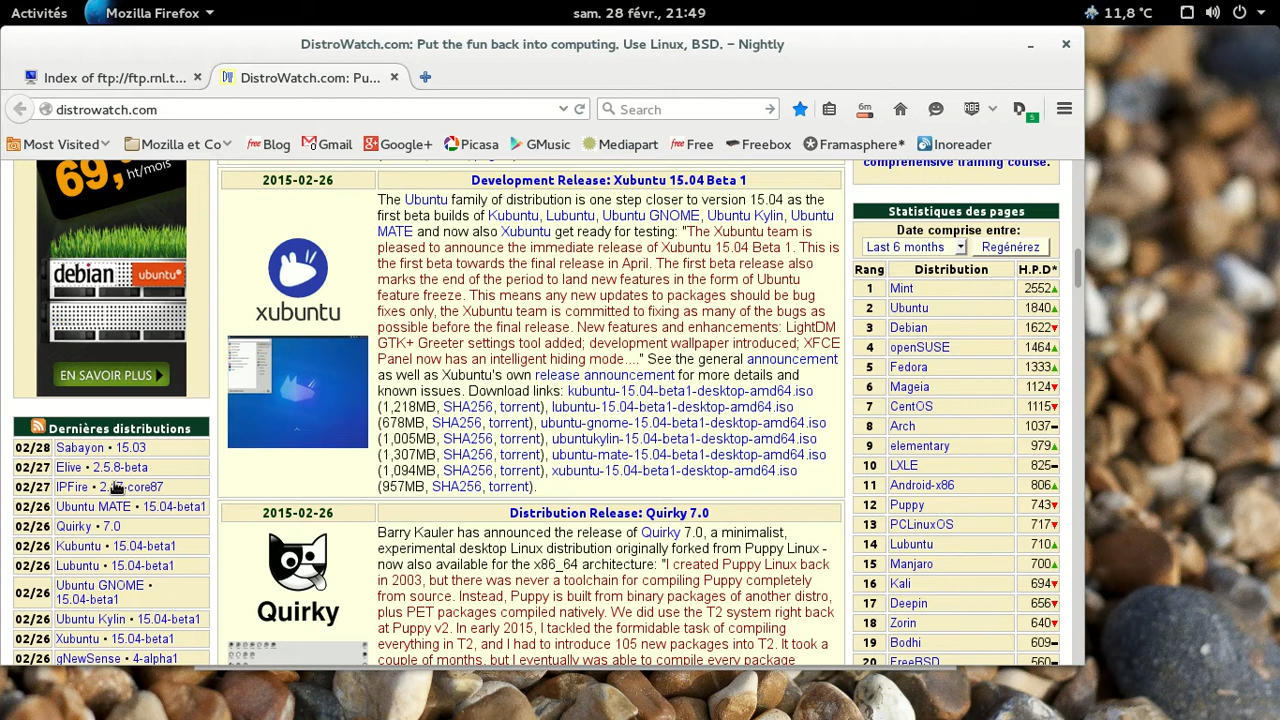 Activités
Mozilla Firefox
sam. 28 févr., 21:49
11,8 °C
DistroWatch.com: Put the fun back into computing. Use Linux, BSD. – Nightly
Index of ftp://ftp.rnl.t...
DistroWatch.com: Pu...
distrowatch.com
Search
6m
ABE
5
Most Visited
Mozilla et Co
free Blog
Gmail
Google+
Picasa
GMusic
Mediapart
free Free
Freebox
Framasphere*
Inoreader
69,
ht/mois
debian
ubuntu
EN SAVOIR PLUS
Dernières distributions
02/28 Sabayon • 15.03
02/27 Elive • 2.5.8-beta
02/27 IPFire • core87
02/26 Ubuntu MATE • 15.04-beta1
02/26 Quirky • 7.0
02/26 Kubuntu • 15.04-beta1
02/26 Lubuntu • 15.04-beta1
02/26 Ubuntu GNOME •
15.04-beta1
02/26 Ubuntu Kylin • 15.04-beta1
02/26 Xubuntu • 15.04-beta1
02/26 gNewSense • 4-alpha1
2015-02-26
Development Release: Xubuntu 15.04 Beta 1
xubuntu
The Ubuntu family of distribution is one step closer to version 15.04 as the
first beta builds of Kubuntu, Lubuntu, Ubuntu GNOME, Ubuntu Kylin, Ubuntu
MATE and now also Xubuntu get ready for testing: "The Xubuntu team is
pleased to announce the immediate release of Xubuntu 15.04 Beta 1. This is
the first beta towards the final release in April. The first beta release also
marks the end of the period to land new features in the form of Ubuntu
feature freeze. This means any new updates to packages should be bug
fixes only, the Xubuntu team is committed to fixing as many of the bugs as
possible before the final release. New features and enhancements: LightDM
GTK+ Greeter settings tool added; development wallpaper introduced; XFCE
Panel now has an intelligent hiding mode...." See the general announcement
as well as Xubuntu's own release announcement for more details and
known issues. Download links: kubuntu-15.04-beta1-desktop-amd64.iso
(1,218MB, SHA256, torrent), lubuntu-15.04-beta1-desktop-amd64.iso
(678MB, SHA256, torrent), ubuntu-gnome-15.04-beta1-desktop-amd64.iso
(1,005MB, SHA256, torrent), ubuntukylin-15.04-beta1-desktop-amd64.iso
(1,307MB, SHA256, torrent), ubuntu-mate-15.04-beta1-desktop-amd64.iso
(1,094MB, SHA256, torrent), xubuntu-15.04-beta1-desktop-amd64.iso
(957MB, SHA256, torrent).
2015-02-26
Distribution Release: Quirky 7.0
Quirky
Barry Kauler has announced the release of Quirky 7.0, a minimalist,
experimental desktop Linux distribution originally forked from Puppy Linux -
now also available for the x86_64 architecture: "I created Puppy Linux back
in 2003, but there was never a toolchain for compiling Puppy completely
from source. Instead, Puppy is built from binary packages of another distro,
plus PET packages compiled natively. We did use the T2 system right back
at Puppy v2. In early 2015, I tackled the formidable task of compiling
everything in T2, and I had to introduce 105 new packages into T2. It took a
couple of months, but I eventually was able to compile every package
comprehensive training course.
Statistiques des pages
Date comprise entre:
Last 6 months
Regénérez
Rang Distribution H.P.D*
1 Mint 2552
2 Ubuntu 1840
3 Debian 1622
4 openSUSE 1464
5 Fedora 1333
6 Mageia 1124
7 CentOS 1115
8 Arch 1037
9 elementary 979
10 LXLE 825
11 Android-x86 806
12 Puppy 743
13 PCLinuxOS 717
14 Lubuntu 710
15 Manjaro 700
16 Kali 694
17 Deepin 656
18 Zorin 640
19 Bodhi 609
20 FreeBSD 560